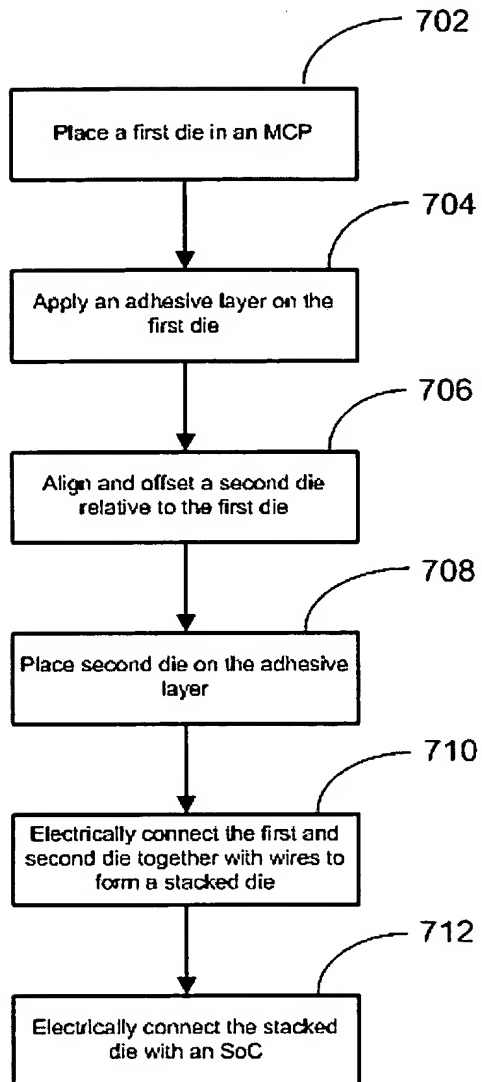 702
Place a first die in an MCP
704
Apply an adhesive layer on the
first die
706
Align and offset a second die
relative to the first die
708
Place second die on the adhesive
layer
710
Electrically connect the first and
second die together with wires to
form a stacked die
712
Electrically connect the stacked
die with an SoC